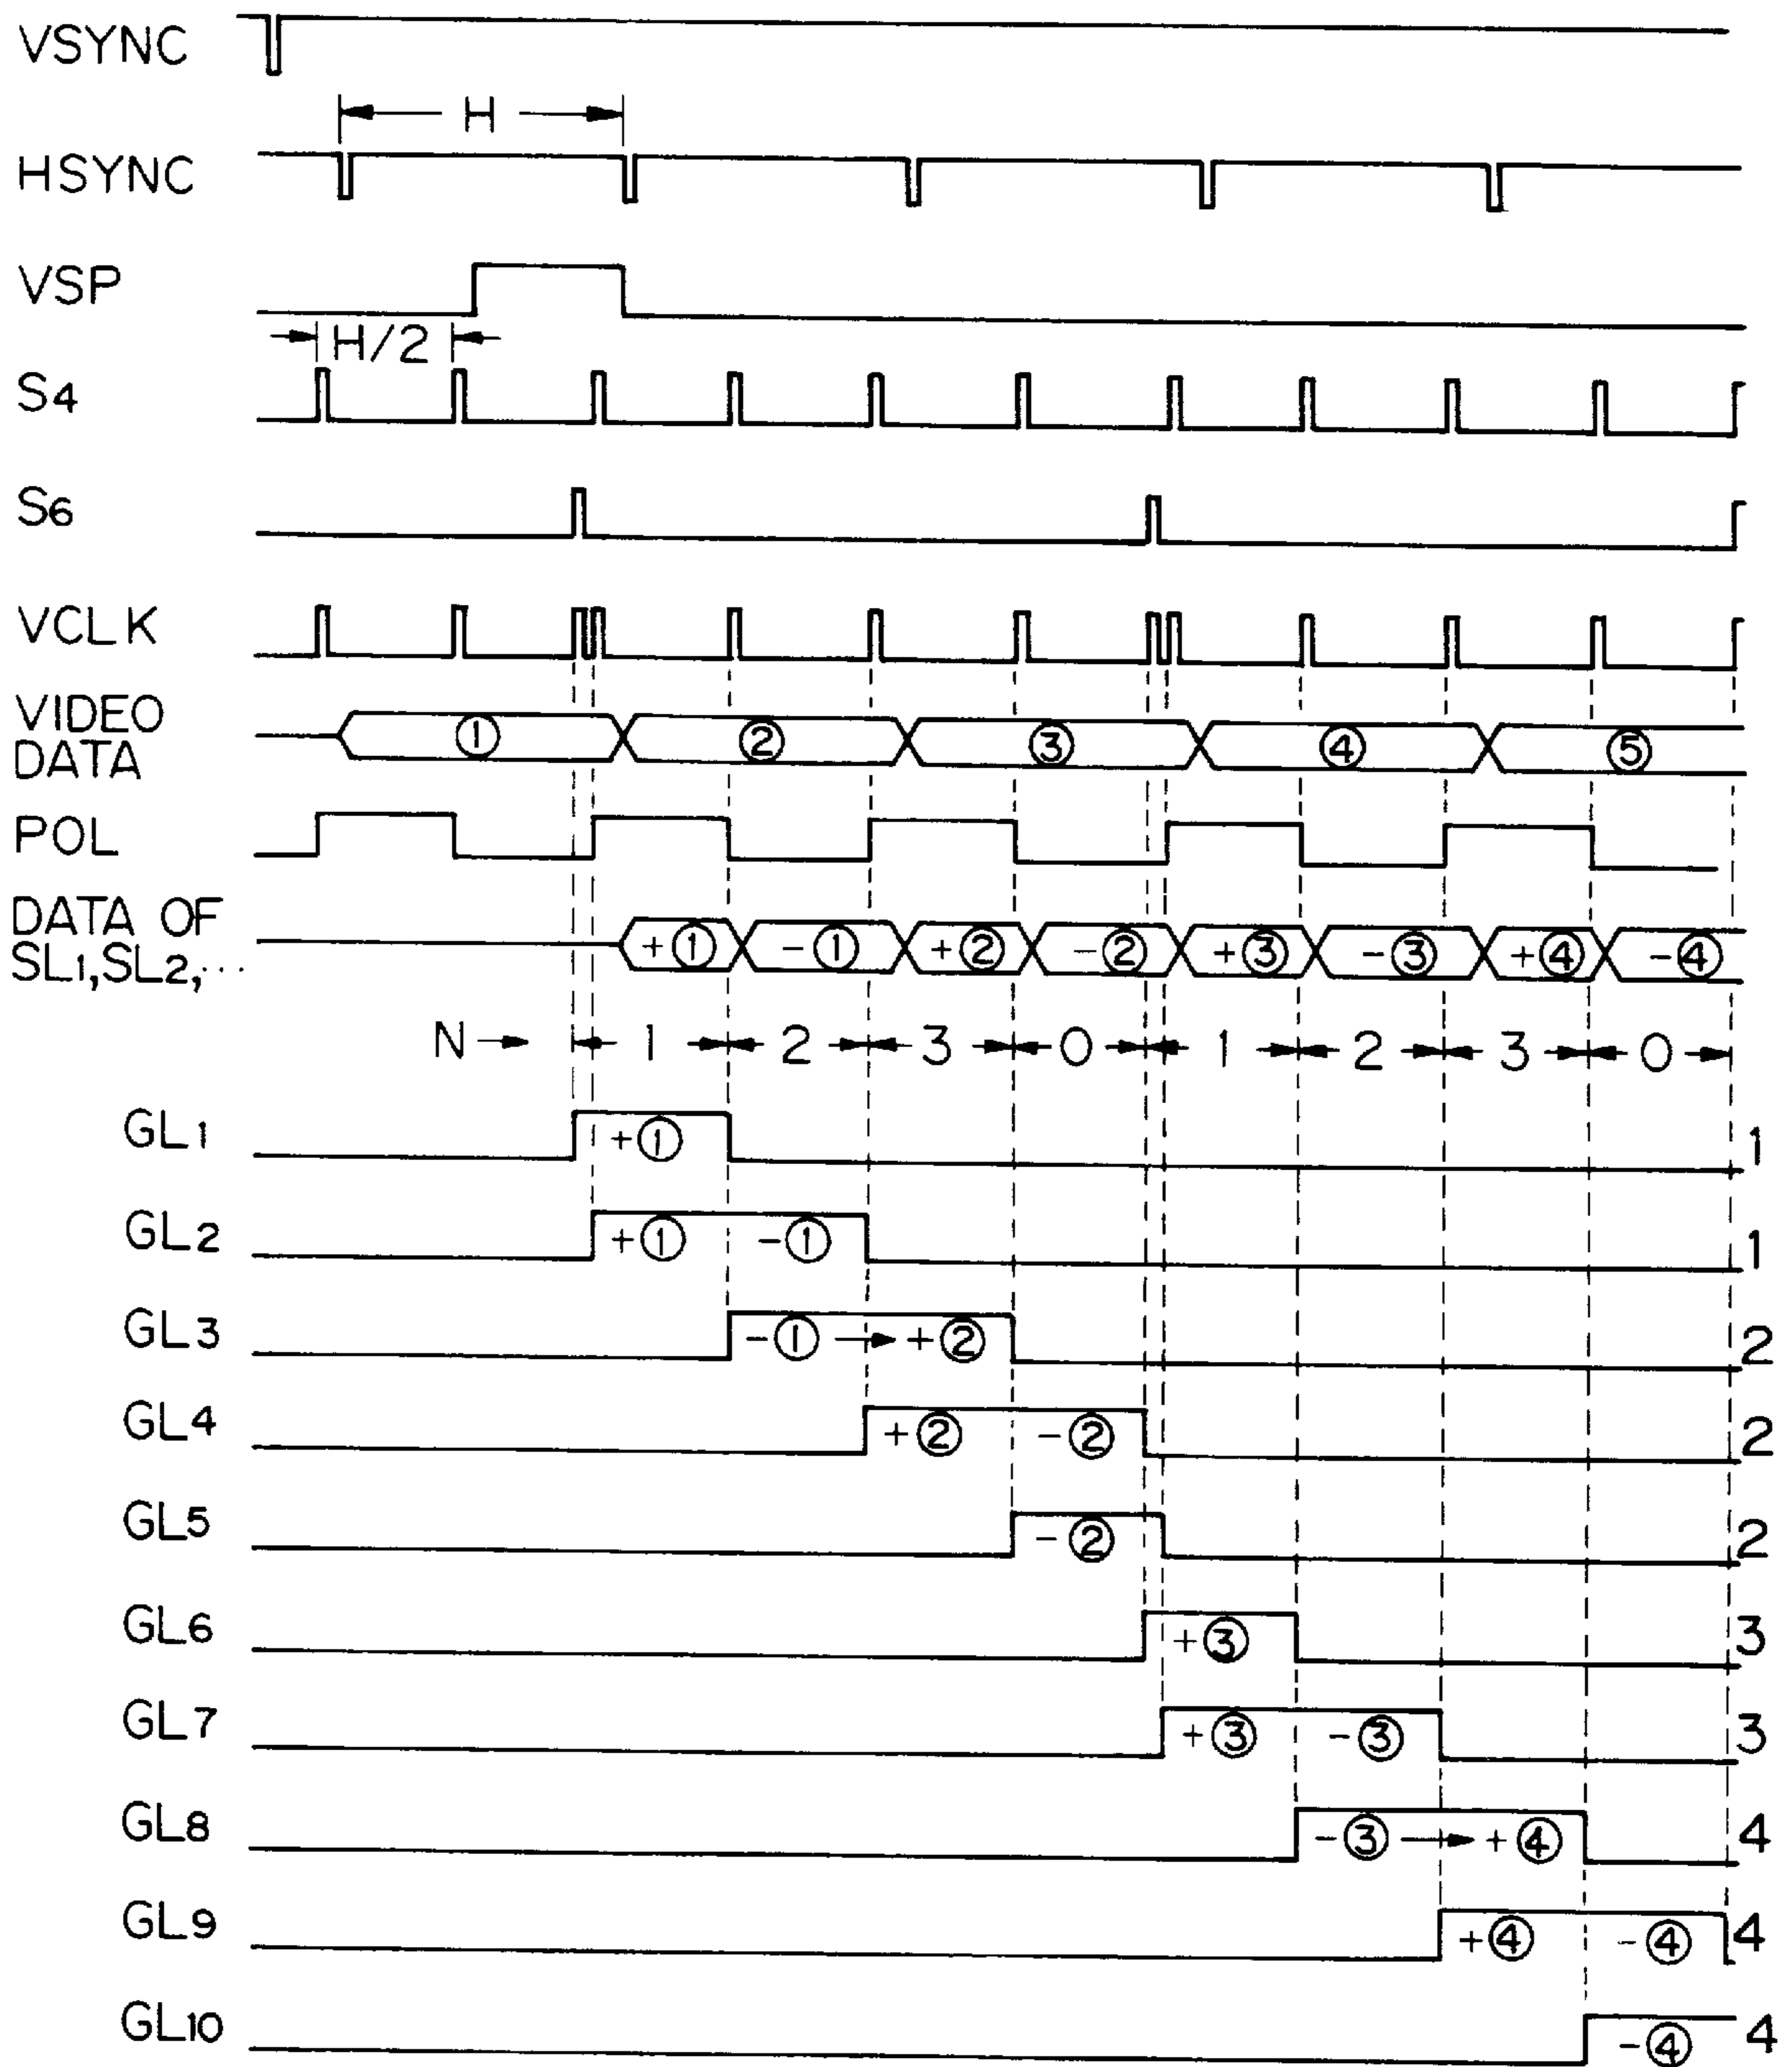 VSYNC
H
HSYNC
VSP
H/2
S4
S6
VCLK
VIDEO
DATA
① ② ③ ④ ⑤
POL
DATA OF
SL1,SL2,···
+① -① +② -② +③ -③ +④ -④
N → 1 2 3 0 1 2 3 0
GL1 +① 1
GL2 +① -① 1
GL3 -① → +② 2
GL4 +② -② 2
GL5 -② 2
GL6 +③ 3
GL7 +③ -③ 3
GL8 -③ → +④ 4
GL9 +④ -④ 4
GL10 -④ 4